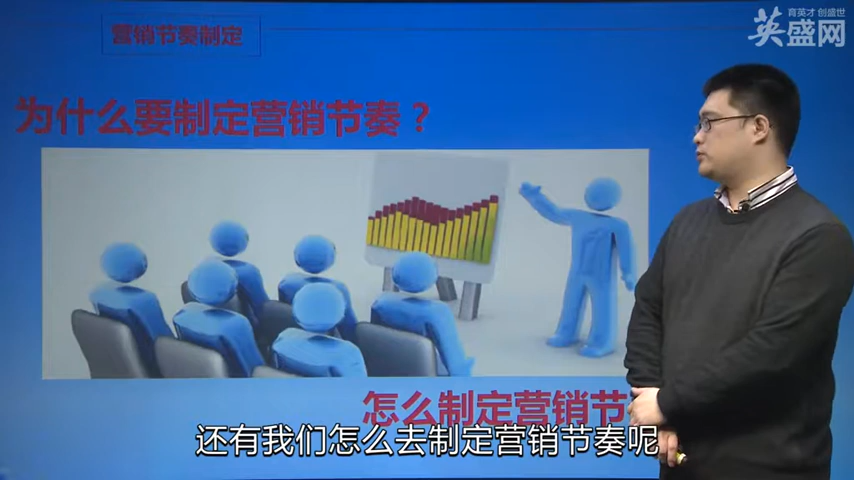 育英才 创盛世
英盛网
营销节奏制定
为什么要制定营销节奏？
怎么制定营销节
还有我们怎么去制定营销节奏呢